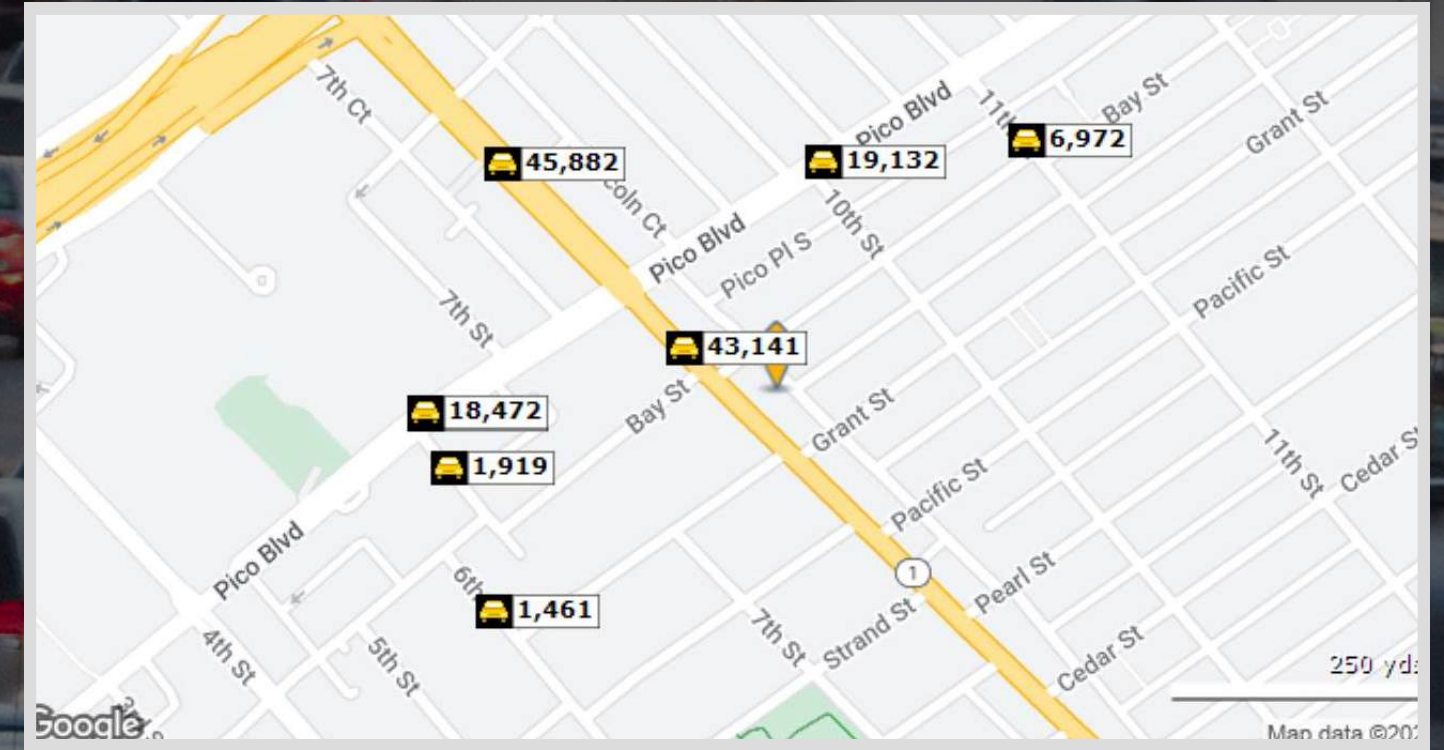 7th Ct
45,882
Pico Blvd
19,132
11th
6,972
Bay St
Grant St
coln Ct
10th St
Pico Blvd
Pico Pl S
Pacific St
7th St
43,141
18,472
Bay St
Grant St
1,919
11th St
Cedar S
Pacific St
Pico Blvd
6th
1,461
1
Pearl St
4th St
5th St
7th St
Strand St
Cedar St
250 yds
Google
Map data ©202